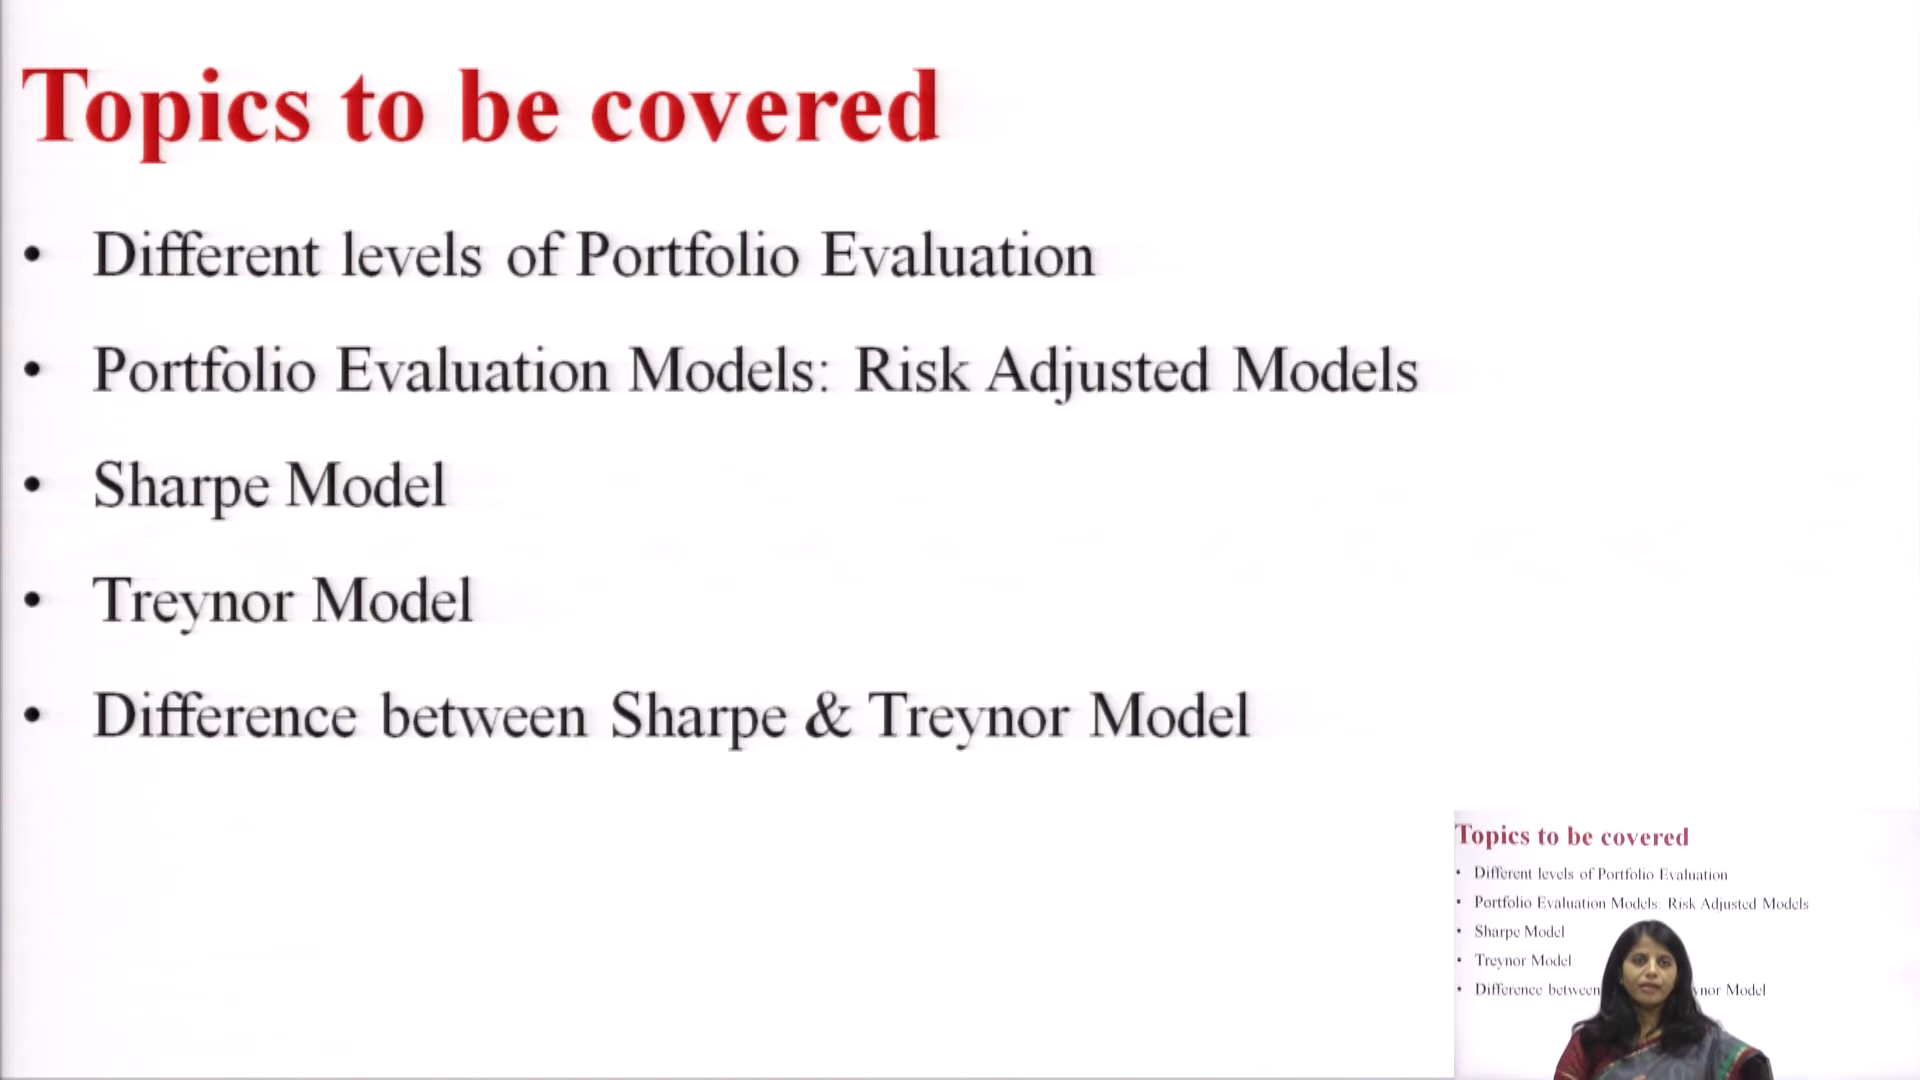 Topics to be covered
• Different levels of Portfolio Evaluation
• Portfolio Evaluation Models: Risk Adjusted Models
• Sharpe Model
• Treynor Model
• Difference between Sharpe & Treynor Model
Topics to be covered
• Different levels of Portfolio Evaluation
• Portfolio Evaluation Models: Risk Adjusted Models
• Sharpe Model
• Treynor Model
• Difference between ynor Model